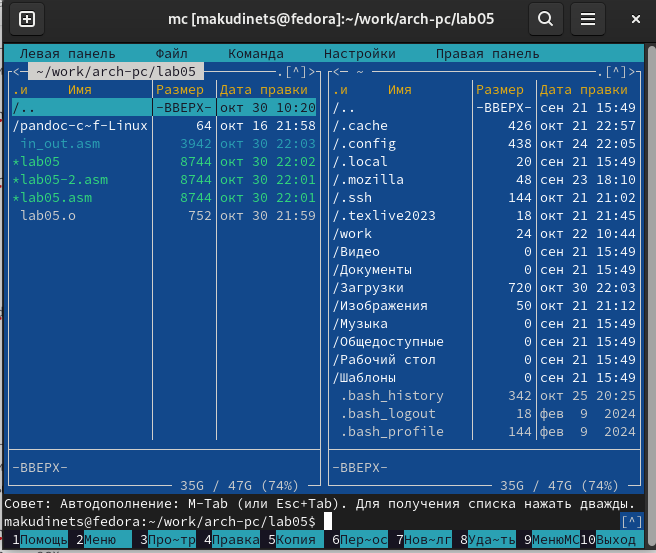 mc [makudinets@fedora]:~/work/arch-pc/lab05
Левая панель Файл Команда Настройки Правая панель
<─ ~/work/arch-pc/lab05 .[^]>
.и Имя Размер Дата правки
/.. -ВВЕРХ- окт 30 10:20
/pandoc-c~f-Linux 64 окт 16 21:58
in_out.asm 3942 окт 30 22:03
*lab05 8744 окт 30 22:02
*lab05-2.asm 8744 окт 30 22:01
*lab05.asm 8744 окт 30 22:01
lab05.o 752 окт 30 21:59
-ВВЕРХ-
35G / 47G (74%)
<─ ~ .[^]>
.и Имя Размер Дата правки
/.. -ВВЕРХ- сен 21 15:49
/.cache 426 окт 21 22:57
/.config 438 окт 24 22:05
/.local 20 сен 21 15:49
/.mozilla 48 сен 23 18:10
/.ssh 144 окт 21 21:02
/.texlive2023 18 окт 21 21:45
/work 24 окт 22 10:44
/Видео 0 сен 21 15:49
/Документы 0 сен 21 15:49
/Загрузки 720 окт 30 22:03
/Изображения 50 окт 21 21:12
/Музыка 0 сен 21 15:49
/Общедоступные 0 сен 21 15:49
/Рабочий стол 0 сен 21 15:49
/Шаблоны 0 сен 21 15:49
.bash_history 342 окт 25 20:25
.bash_logout 18 фев 9 2024
.bash_profile 144 фев 9 2024
-ВВЕРХ-
35G / 47G (74%)
Совет: Автодополнение: M-Tab (или Esc+Tab). Для получения списка нажать дважды.
makudinets@fedora:~/work/arch-pc/lab05$ [^]
1Помощь 2Меню 3Про~тр 4Правка 5Копия 6Пер~ос 7Нов~лг 8Уда~ть 9МенюMC 10Выход